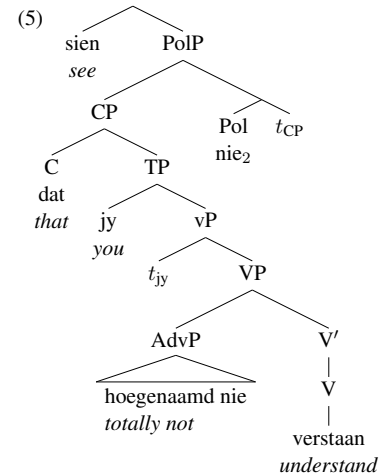 (5)
sien PolP
see
CP Pol t_CP
nie₂
C TP
dat
that jy vP
you
t_jy VP
AdvP V′
hoegenaamd nie V
totally not
verstaan
understand